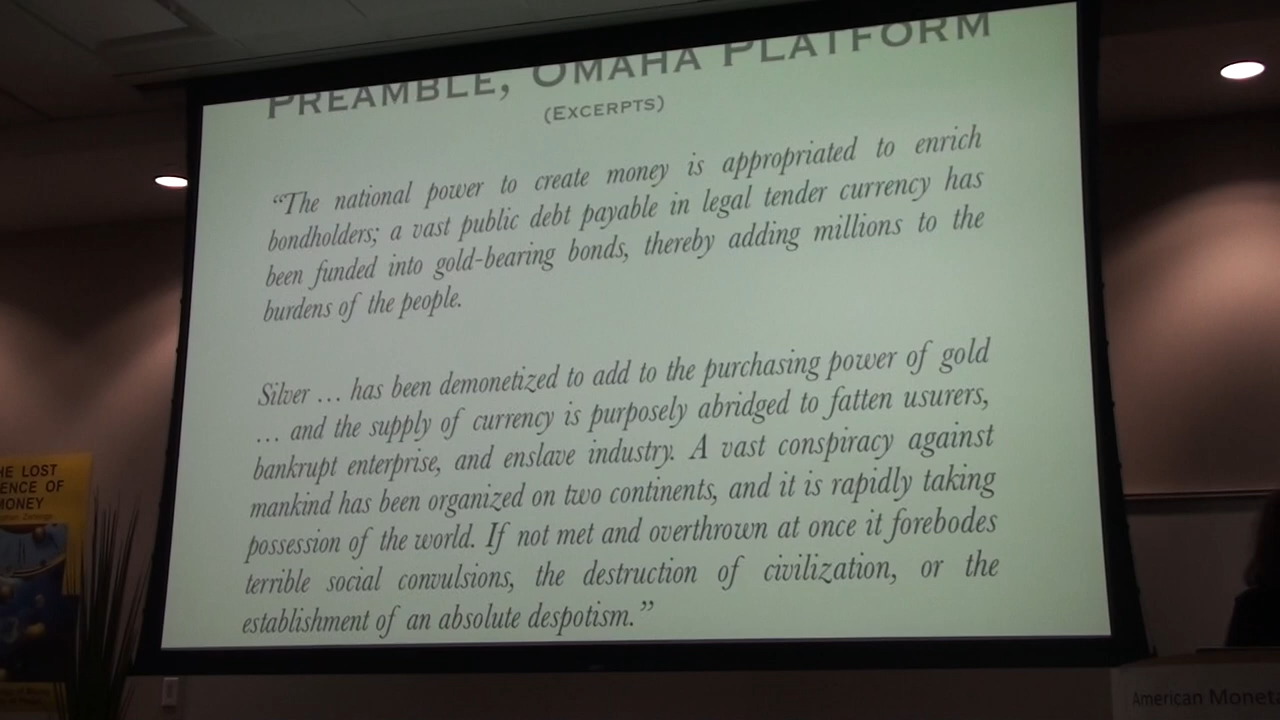 PREAMBLE, OMAHA PLATFORM
(EXCERPTS)
“The national power to create money is appropriated to enrich
bondholders; a vast public debt payable in legal tender currency has
been funded into gold-bearing bonds, thereby adding millions to the
burdens of the people.
Silver … has been demonetized to add to the purchasing power of gold
… and the supply of currency is purposely abridged to fatten usurers,
bankrupt enterprise, and enslave industry. A vast conspiracy against
mankind has been organized on two continents, and it is rapidly taking
possession of the world. If not met and overthrown at once it forebodes
terrible social convulsions, the destruction of civilization, or the
establishment of an absolute despotism.”
HE LOST
ENCE OF
MONEY
American Moneta